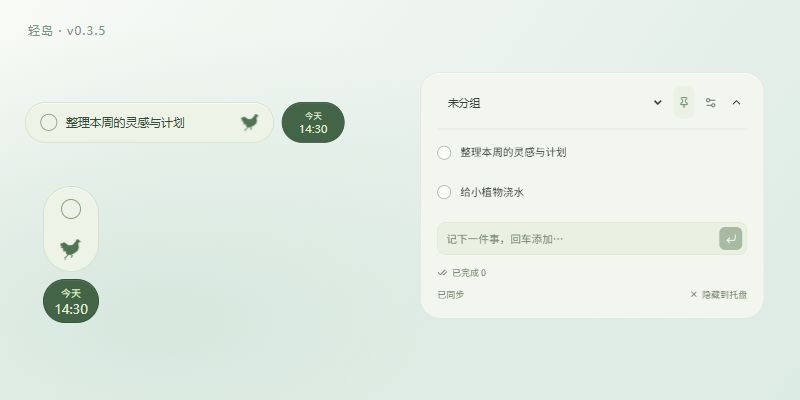 轻岛 · v0.3.5
整理本周的灵感与计划
今天
14:30
今天
14:30
未分组
整理本周的灵感与计划
给小植物浇水
记下一件事，回车添加…
已完成 0
已同步
隐藏到托盘